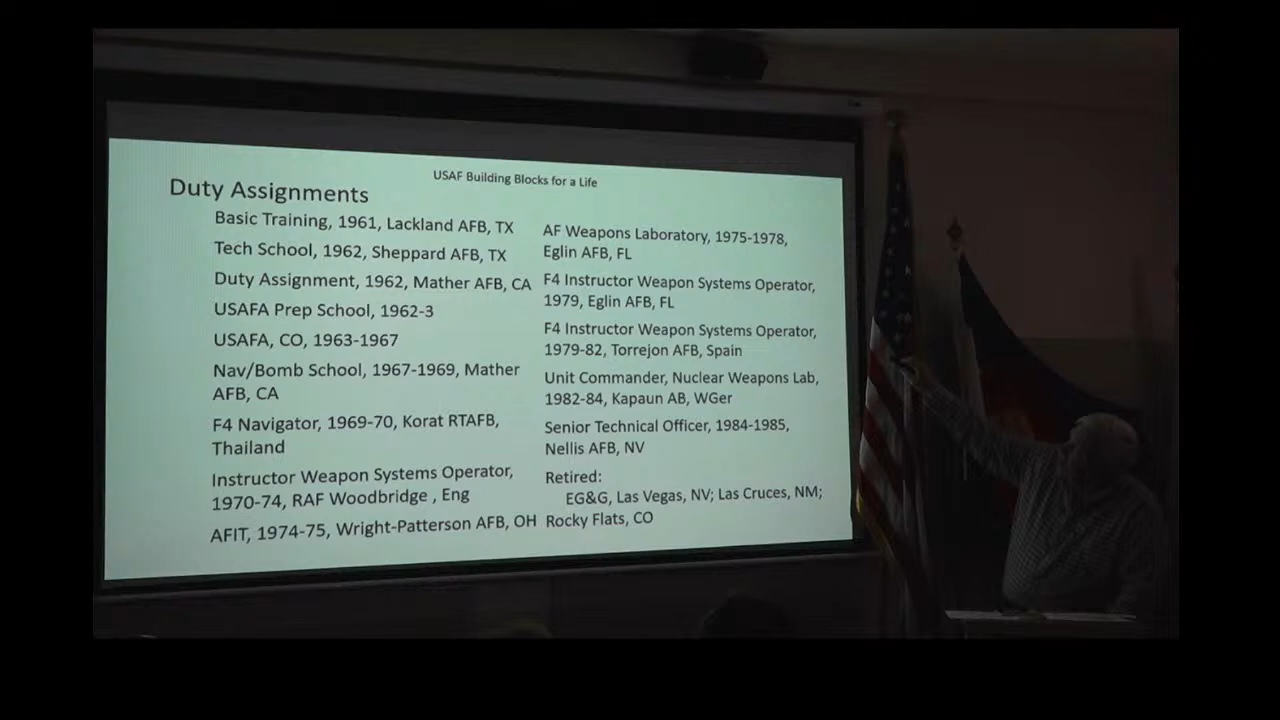 USAF Building Blocks for a Life
Duty Assignments
Basic Training, 1961, Lackland AFB, TX
Tech School, 1962, Sheppard AFB, TX
Duty Assignment, 1962, Mather AFB, CA
USAFA Prep School, 1962-3
USAFA, CO, 1963-1967
Nav/Bomb School, 1967-1969, Mather
AFB, CA
F4 Navigator, 1969-70, Korat RTAFB,
Thailand
Instructor Weapon Systems Operator,
1970-74, RAF Woodbridge , Eng
AFIT, 1974-75, Wright-Patterson AFB, OH
AF Weapons Laboratory, 1975-1978,
Eglin AFB, FL
F4 Instructor Weapon Systems Operator,
1979, Eglin AFB, FL
F4 Instructor Weapon Systems Operator,
1979-82, Torrejon AFB, Spain
Unit Commander, Nuclear Weapons Lab,
1982-84, Kapaun AB, WGer
Senior Technical Officer, 1984-1985,
Nellis AFB, NV
Retired:
EG&G, Las Vegas, NV; Las Cruces, NM;
Rocky Flats, CO